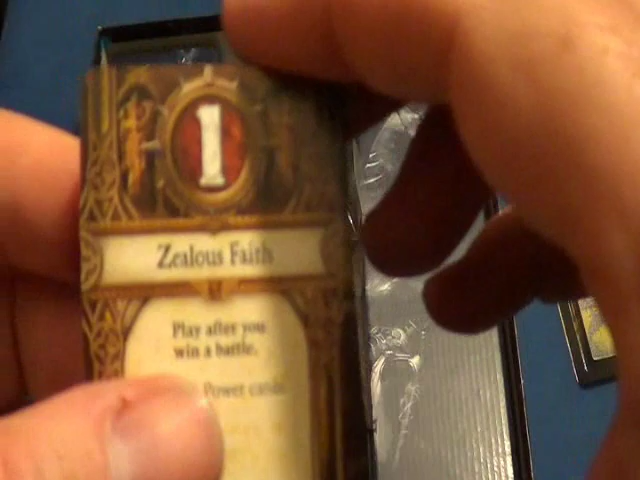 1
Zealous Faith
Play after you
win a battle.
Power cards